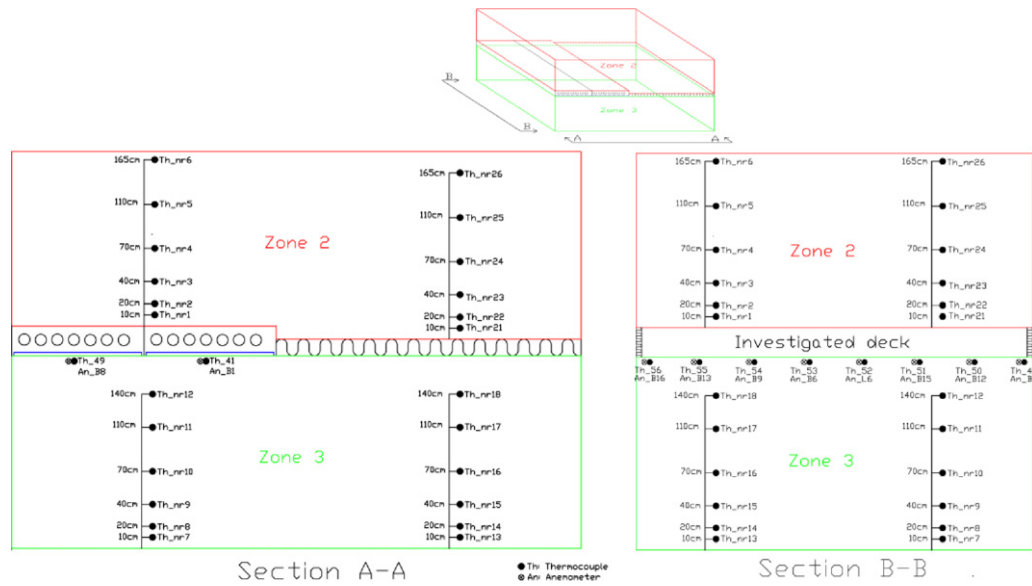 Zone 2
Zone 3
B
B
A
A
165cm Th_nr6
110cm Th_nr5
70cm Th_nr4
40cm Th_nr3
20cm Th_nr2
10cm Th_nr1
165cm Th_nr26
110cm Th_nr25
70cm Th_nr24
40cm Th_nr23
20cm Th_nr22
10cm Th_nr21
Zone 2
Th_49
An_B8
Th_41
An_B1
140cm Th_nr12
110cm Th_nr11
70cm Th_nr10
40cm Th_nr9
20cm Th_nr8
10cm Th_nr7
140cm Th_nr18
110cm Th_nr17
70cm Th_nr16
40cm Th_nr15
20cm Th_nr14
10cm Th_nr13
Zone 3
Section A-A
165cm Th_nr6
110cm Th_nr5
70cm Th_nr4
40cm Th_nr3
20cm Th_nr2
10cm Th_nr1
165cm Th_nr26
110cm Th_nr25
70cm Th_nr24
40cm Th_nr23
20cm Th_nr22
10cm Th_nr21
Zone 2
Investigated deck
Th_56 Th_55 Th_54 Th_53 Th_52 Th_51 Th_50 Th_4
An_B16 An_B13 An_B9 An_B6 An_L6 An_B15 An_B12 An_B
140cm Th_nr18
110cm Th_nr17
70cm Th_nr16
40cm Th_nr15
20cm Th_nr14
10cm Th_nr13
140cm Th_nr12
110cm Th_nr11
70cm Th_nr10
40cm Th_nr9
20cm Th_nr8
10cm Th_nr7
Zone 3
Section B-B
Th: Thermocouple
An: Anenometer